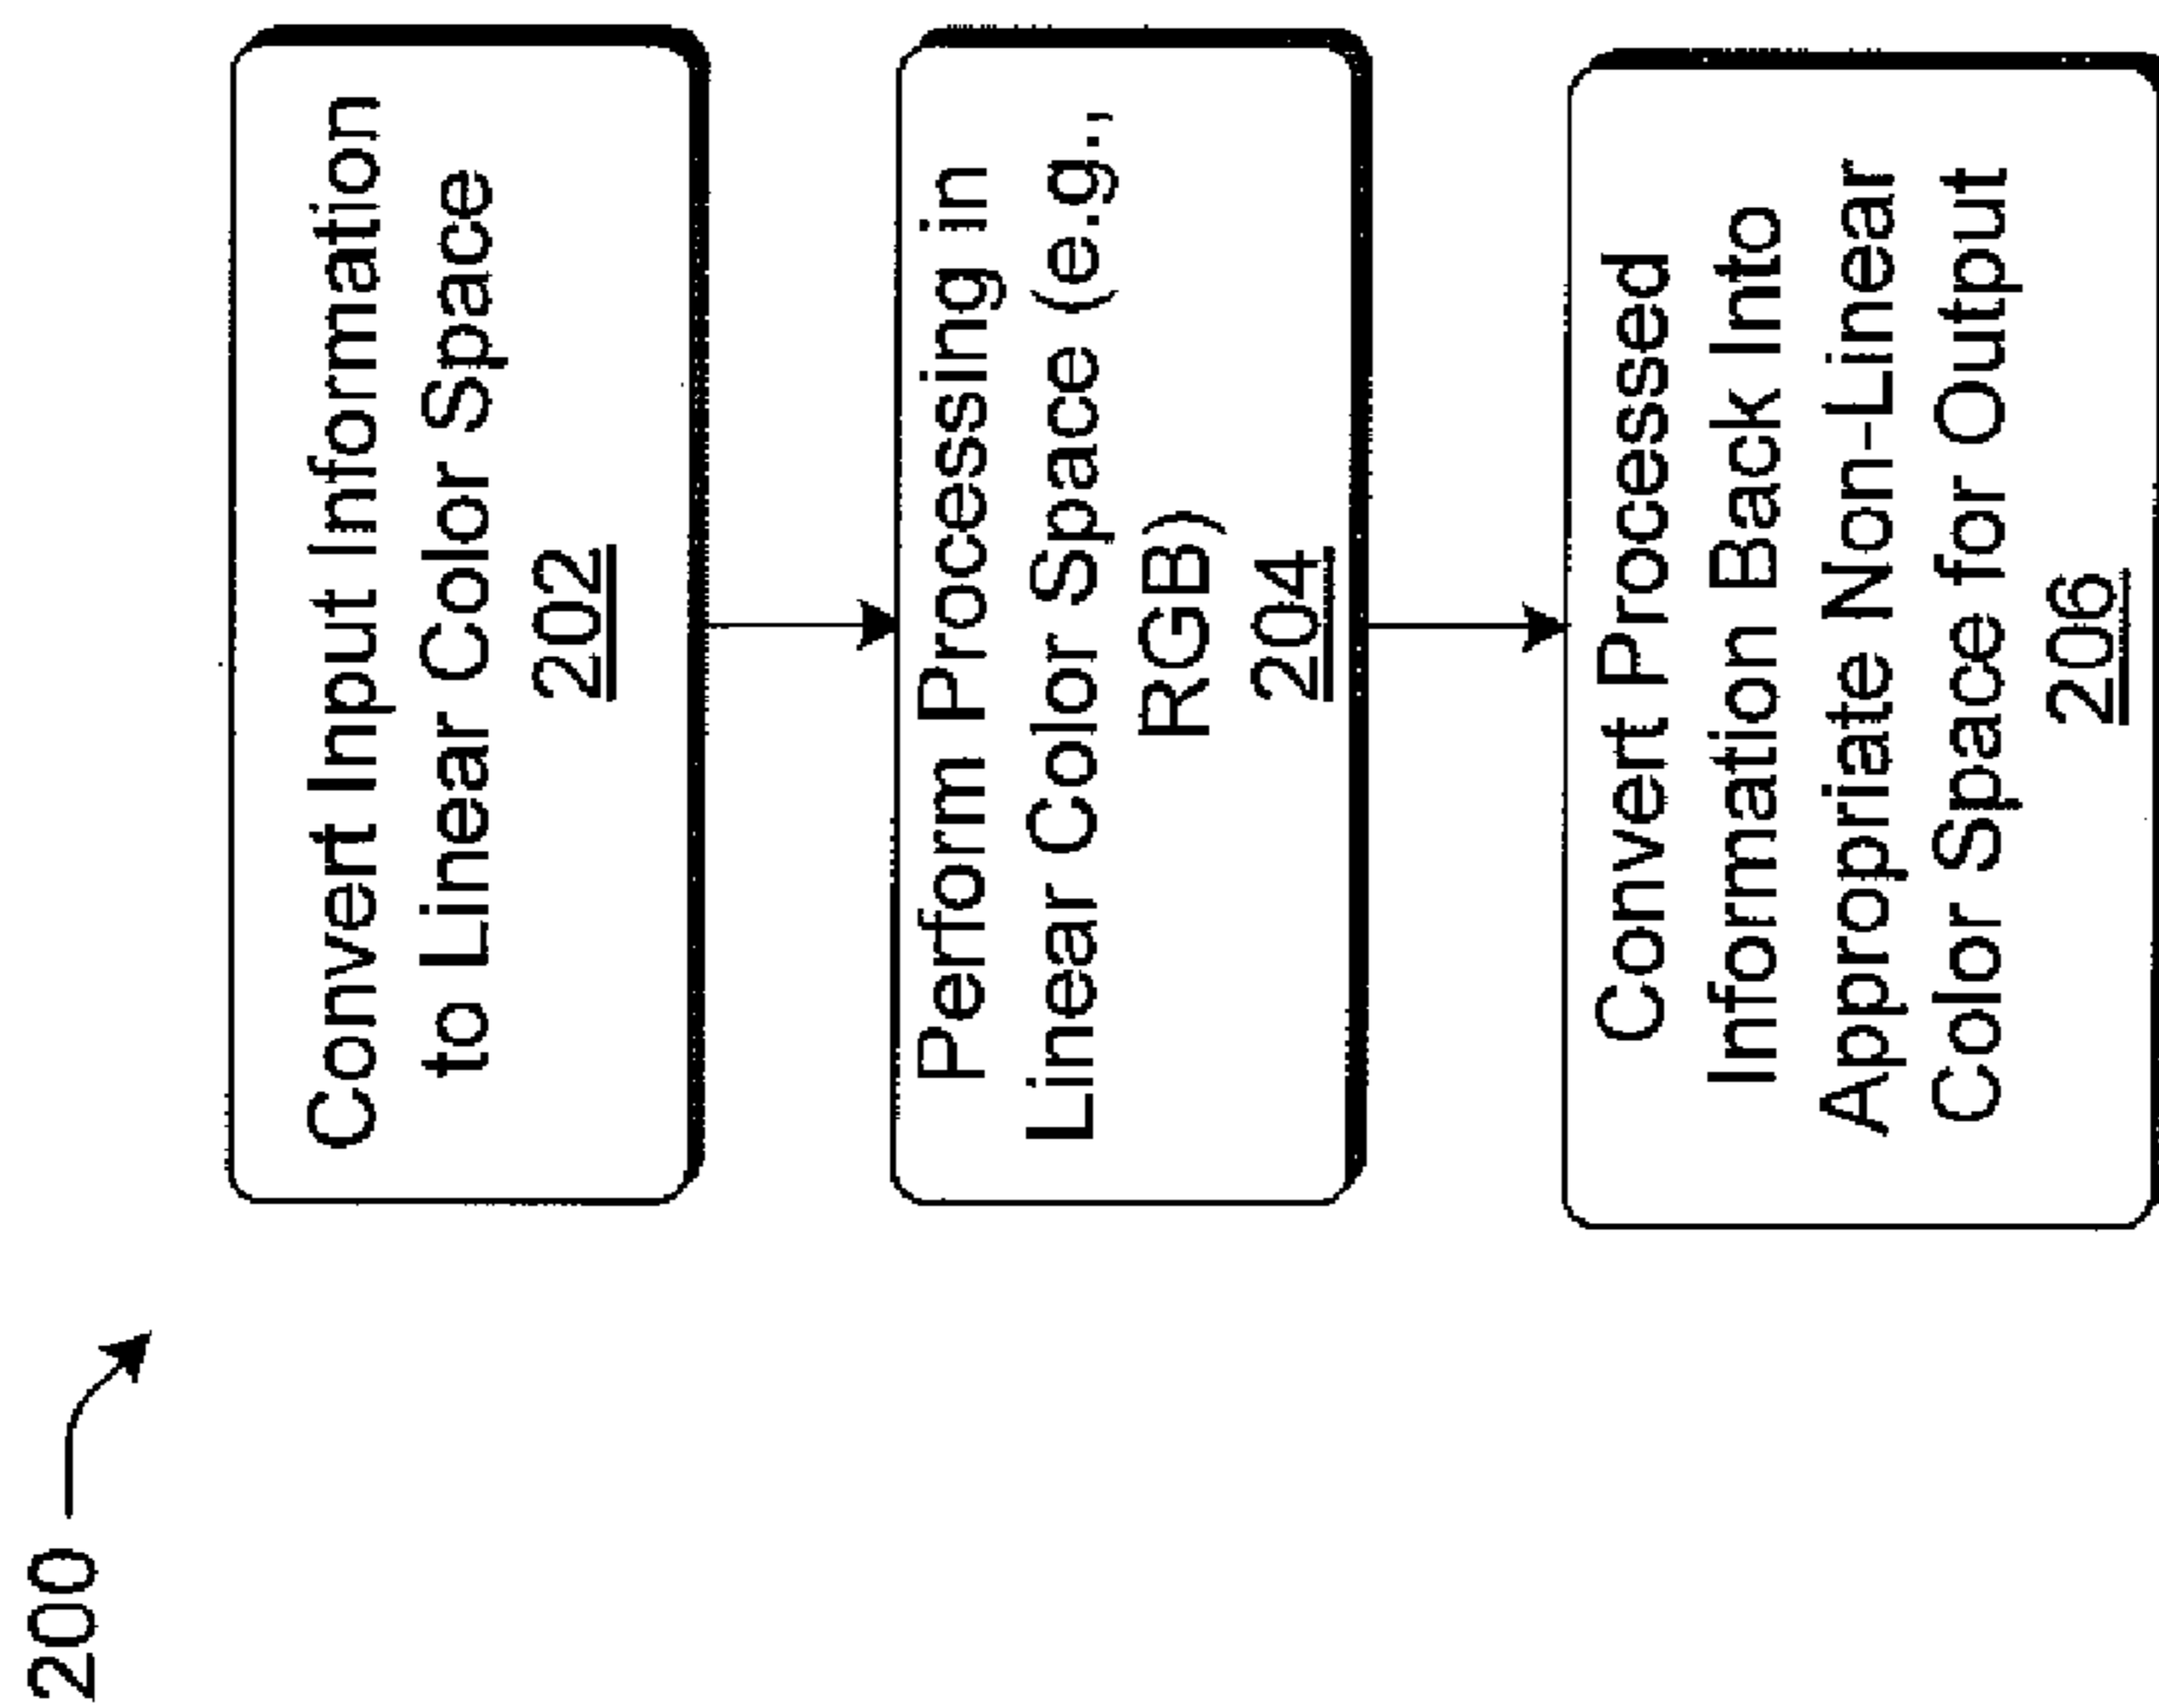 200
Convert Input Information
to Linear Color Space
202
Perform Processing in
Linear Color Space (e.g.,
RGB)
204
Convert Processed
Information Back Into
Appropriate Non-Linear
Color Space for Output
206